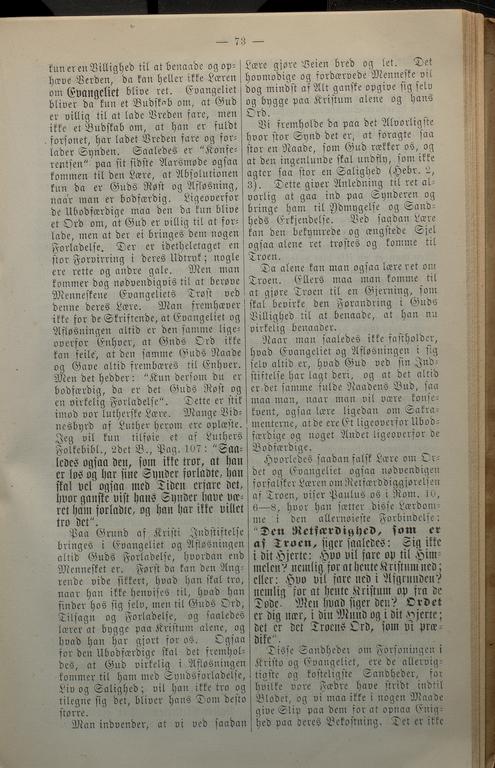 — 73 —
kun er en Villighed til at benaade og op-
hæve Verden, da kan heller ikke Læren
om Evangeliet blive ret. Evangeliet
bliver da kun et Budskab om, at Gud
er villig til at lade Vreden fare, men
ikke et Budskab om, at han er fuldt
forsonet, har ladet Vreden fare og for-
lader Synden. Saaledes er "Konfe-
rentsen" paa sit sidste Aarsmøde ogsaa
kommen til den Lære, at Absolutionen
kun da er Guds Røst og Afløsning,
naar man er bodfærdig. Ligeoverfor
de Ubodfærdige maa den da kun blive
et Ord om, at Gud er villig til at for-
lade, men at der ei bringes dem nogen
Forladelse. Der er idetheletaget en
stor Forvirring i deres Udtryk; nogle
ere rette og andre gale. Men man
kommer dog nødvendigvis til at berøve
Menneskene Evangeliets Trøst ved
denne deres Lære. Man fremhæver
ikke for de Skriftende, at Evangeliet og
Afløsningen altid er den samme lige-
overfor Enhver, at Guds Ord ikke
kan feile, at den samme Guds Naade
og Gave altid frembæres til Enhver.
Men det hedder: "Kun dersom du er
bodfærdig, da er det Guds Røst og
en virkelig Forladelse". Dette er stik
imod vor lutherske Lære. Mange Vid-
nesbyrd af Luther herom ere oplæste.
Jeg vil kun tilføie et af Luthers
Folkebibl., 2det B., Pag. 107: "Saa-
ledes ogsaa den, som ikke tror, at han
er løs og har sine Synder forladte, han
skal vel ogsaa med Tiden erfare det,
hvor ganske vist hans Synder have væ-
ret ham forladte, og han har ikke villet
tro det".
Paa Grund af Kristi Indstiftelse
bringes i Evangeliet og Afløsningen
altid Guds Forladelse, hvordan end
Mennesket er. Først da kan den Ang-
rende vide sikkert, hvad han skal tro,
naar han ikke henvises til, hvad han
finder hos sig selv, men til Guds Ord,
Tilsagn og Forladelse, og saaledes
lærer at bygge paa Kristum alene, og
hvad han har gjort for os. Ogsaa
for den Ubodfærdige skal det fremhol-
des, at Gud virkelig i Afløsningen
kommer til ham med Syndsforladelse,
Liv og Salighed; vil han ikke tro og
tilegne sig det, bliver hans Dom desto
større.
Man indvender, at vi ved saadan
Lære gjøre Veien bred og let. Det
hovmodige og fordærvede Menneske vil
dog mindst af Alt ganske opgive sig selv
og bygge paa Kristum alene og hans
Ord.
Vi fremholde da paa det Alvorligste
hvor stor Synd det er, at foragte saa
stor en Naade, som Gud rækker os, og
at den ingenlunde skal undfly, som ikke
agter saa stor en Salighed (Hebr. 2,
3). Dette giver Anledning til ret al-
vorlig at gaa ind paa Synderen og
bringe ham til Ydmygelse og Sand-
heds Erkjendelse. Ved saadan Lære
kan den bekymrede og ængstede Sjel
ogsaa alene ret trøstes og komme til
Troen.
Da alene kan man ogsaa lære ret om
Troen. Ellers maa man komme til
at gjøre Troen til en Gjerning, som
skal bevirke den Forandring i Guds
Villighed til at benaade, at han nu
virkelig benaader.
Naar man saaledes ikke fastholder,
hvad Evangeliet og Afløsningen i sig
selv altid er, hvad Gud ved sin Ind-
stiftelse har lagt deri, og at det altid
er det samme fulde Naadens Bud, saa
maa man, naar man vil være konse-
kvent, ogsaa lære ligedan om Sakra-
menterne, at de ere Et ligeoverfor Ubod-
færdige og noget Andet ligeoverfor de
Bodfærdige.
Hvorledes saadan falsk Lære om Or-
det og Evangeliet ogsaa nødvendigen
forfalsker Læren om Retfærdiggjørelsen
af Troen, viser Paulus os i Rom. 10,
6—8, hvor han sætter disse Lærdom-
me i den allernøieste Forbindelse:
"Den Retfærdighed, som er
af Troen, siger saaledes: Sig ikke
i dit Hjerte: Hvo vil fare op til Him-
melen? nemlig for at hente Kristum ned;
eller: Hvo vil fare ned i Afgrunden?
nemlig for at hente Kristum op fra de
Døde. Men hvad siger den? Ordet
er dig nær, i din Mund og i dit Hjerte;
det er det Troens Ord, som vi præ-
dike".
Disse Sandheder om Forsoningen i
Kristo og Evangeliet, ere de allervig-
tigste og kosteligste Sandheder, for
hvilke vore Fædre have stridt indtil
Blodet, og vi maa ikke i nogen Maade
give Slip paa dem for at opnaa Enig-
hed paa deres Bekostning. Det er ikke